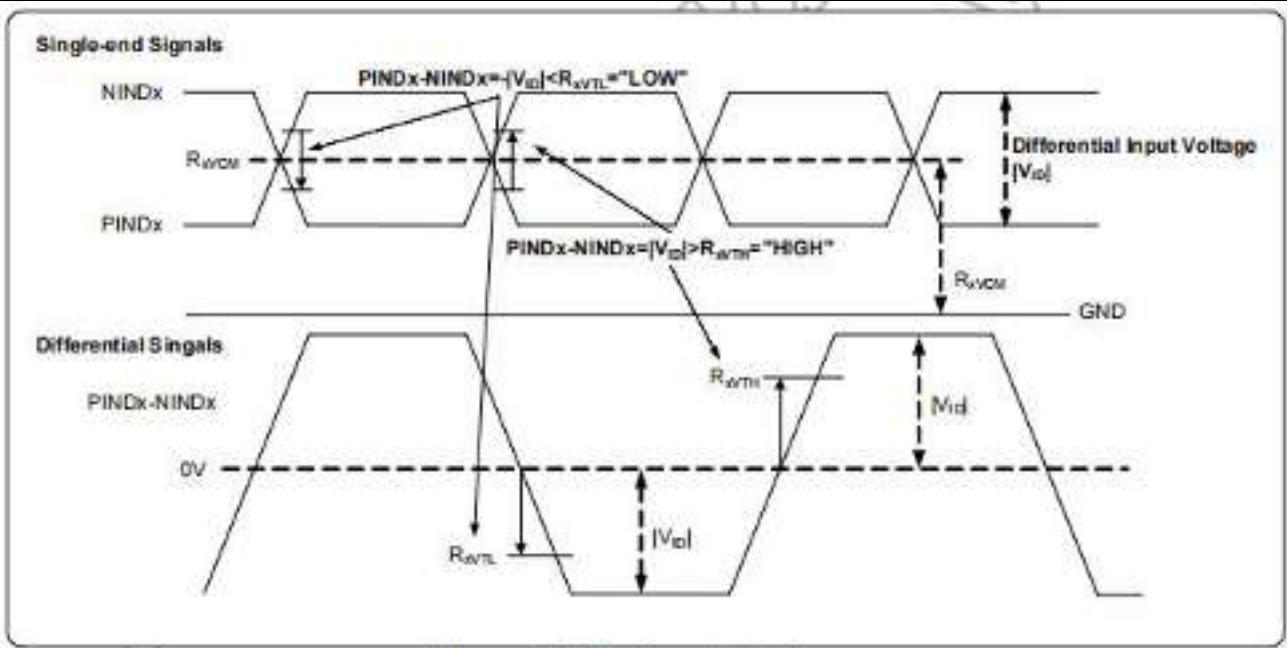 Single-end Signals
PINDx-NINDx=-|VID|<RxVTL="LOW"
NINDx
RxVCM
Differential Input Voltage
|VID|
PINDx
PINDx-NINDx=|VID|>RxVTH="HIGH"
RxVCM
GND
Differential Singals
RxVTH
PINDx-NINDx
|VID|
0V
|VID|
RxVTL